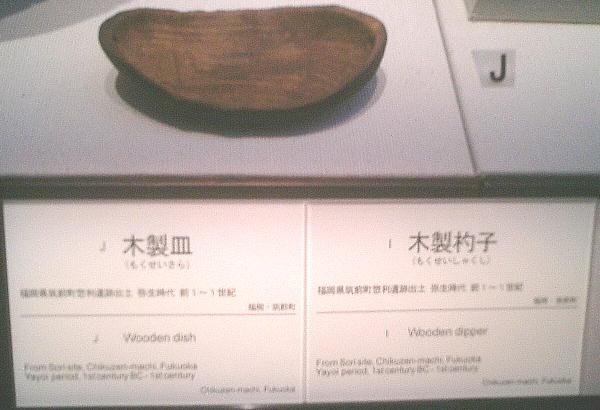 J
J 木製皿
(もくせいさら)
福岡県筑前町惣利遺跡出土 弥生時代 前1~1世紀
福岡・筑前町
J Wooden dish
From Sori site, Chikuzen-machi, Fukuoka
Yayoi period, 1st century BC - 1st century
Chikuzen-machi, Fukuoka
I 木製杓子
(もくせいしゃくし)
福岡県筑前町惣利遺跡出土 弥生時代 前1~1世紀
福岡・筑前町
I Wooden dipper
From Sori site, Chikuzen-machi, Fukuoka
Yayoi period, 1st century BC - 1st century
Chikuzen-machi, Fukuoka